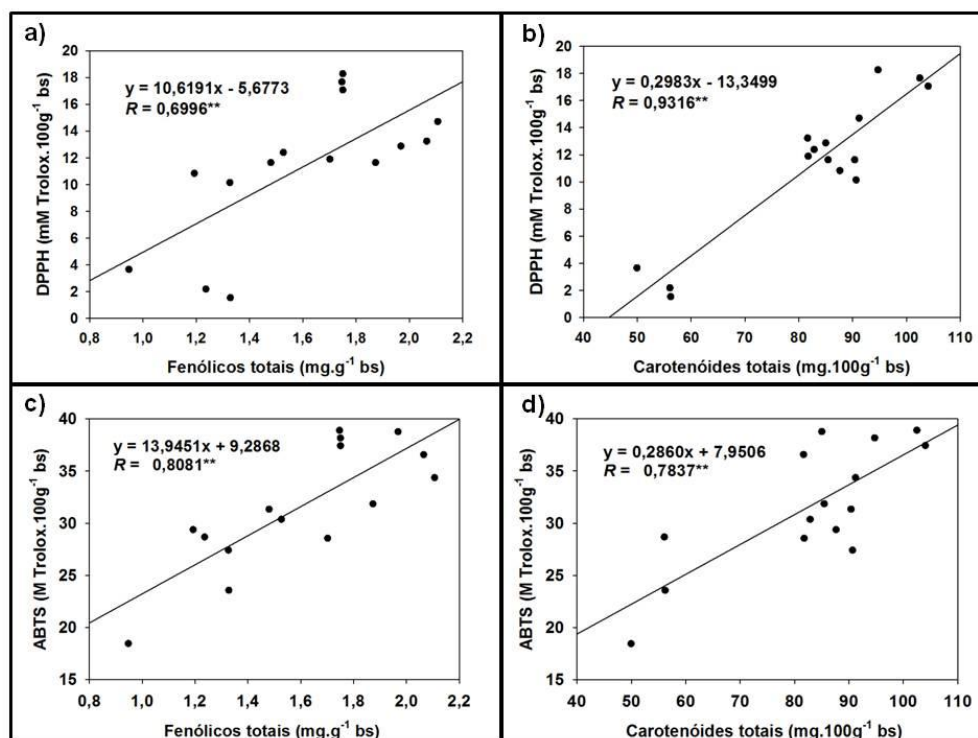 a)
y = 10,6191x - 5,6773
R = 0,6996**
DPPH (mM Trolox.100g⁻¹ bs)
20
18
16
14
12
10
8
6
4
2
0
0,8 1,0 1,2 1,4 1,6 1,8 2,0 2,2
Fenólicos totais (mg.g⁻¹ bs)
b)
y = 0,2983x - 13,3499
R = 0,9316**
DPPH (mM Trolox.100g⁻¹ bs)
20
18
16
14
12
10
8
6
4
2
0
40 50 60 70 80 90 100 110
Carotenóides totais (mg.100g⁻¹ bs)
c)
y = 13,9451x + 9,2868
R = 0,8081**
ABTS (M Trolox.100g⁻¹ bs)
40
35
30
25
20
15
0,8 1,0 1,2 1,4 1,6 1,8 2,0 2,2
Fenólicos totais (mg.g⁻¹ bs)
d)
y = 0,2860x + 7,9506
R = 0,7837**
ABTS (M Trolox.100g⁻¹ bs)
40
35
30
25
20
15
40 50 60 70 80 90 100 110
Carotenóides totais (mg.100g⁻¹ bs)